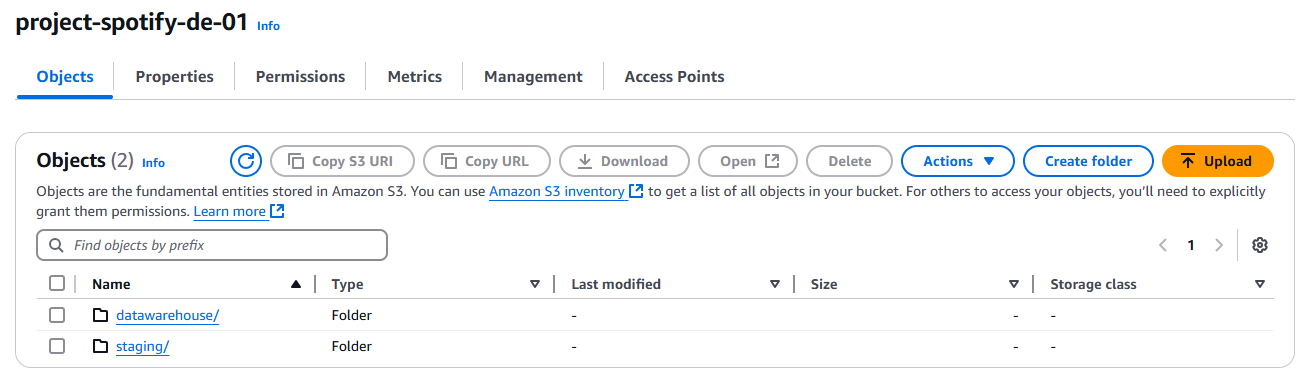 project-spotify-de-01 Info
Objects Properties Permissions Metrics Management Access Points
Objects (2) Info Copy S3 URI Copy URL Download Open Delete Actions Create folder Upload
Objects are the fundamental entities stored in Amazon S3. You can use Amazon S3 inventory to get a list of all objects in your bucket. For others to access your objects, you’ll need to explicitly
grant them permissions. Learn more
Find objects by prefix 1
Name Type Last modified Size Storage class
datawarehouse/ Folder - - -
staging/ Folder - - -